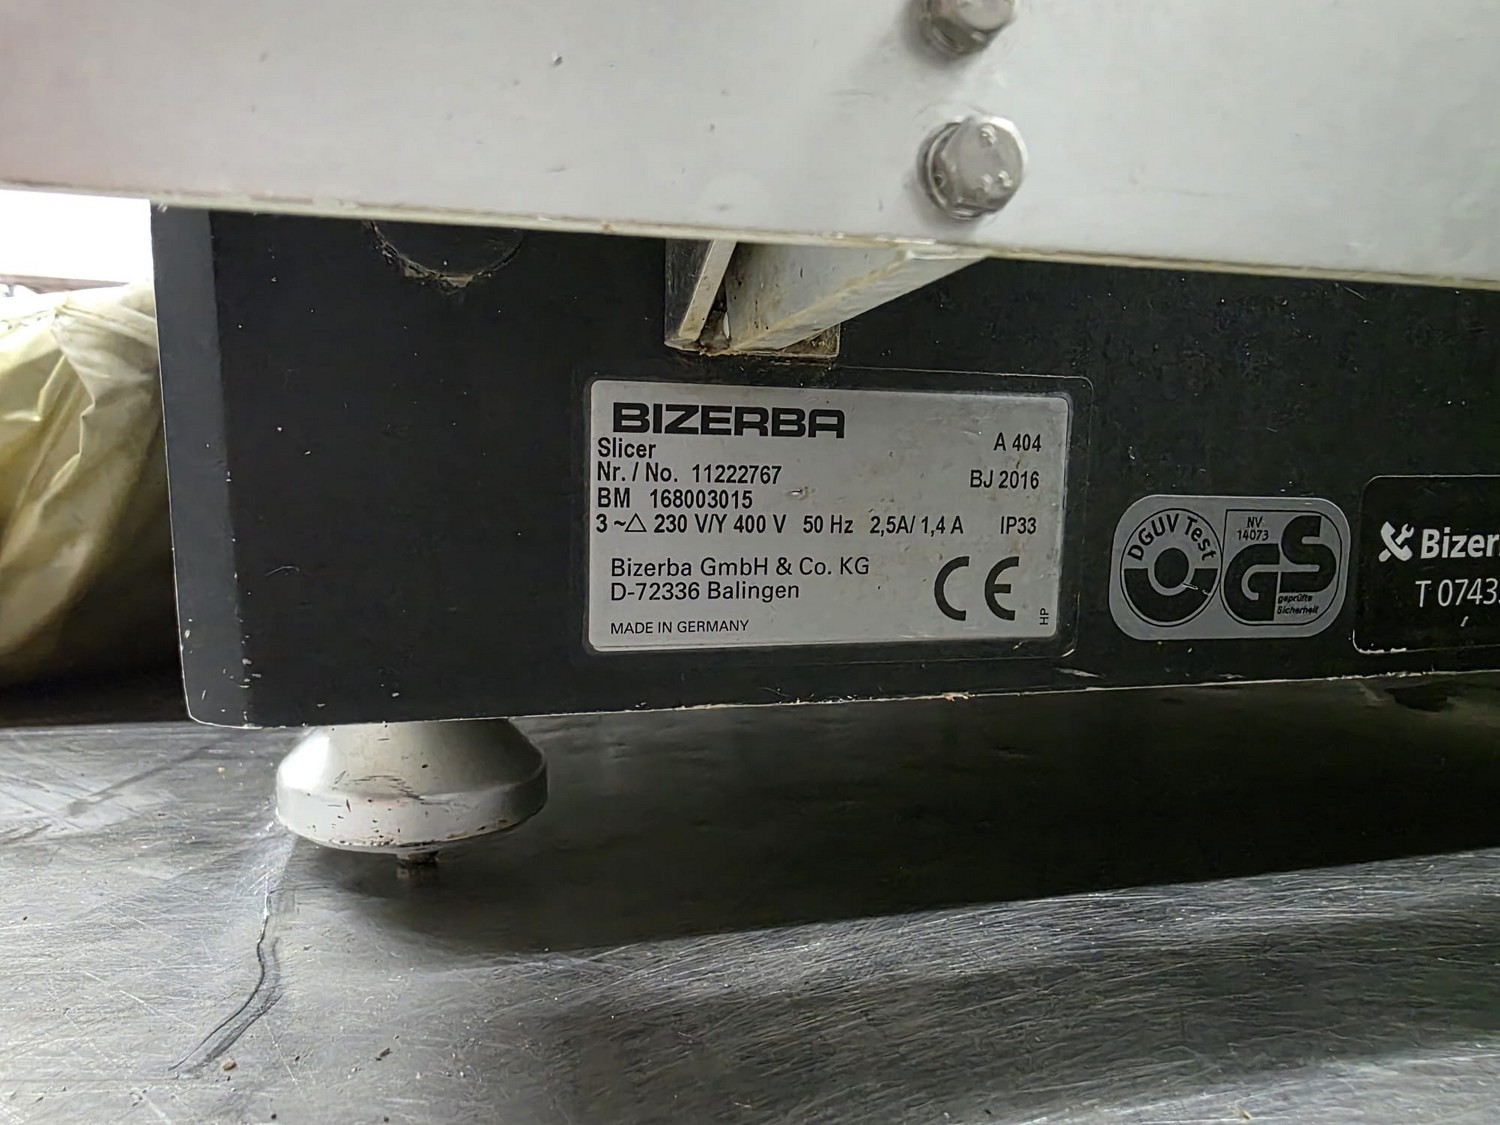 BIZERBA
Slicer A 404
Nr. / No. 11222767 BJ 2016
BM 168003015
3 ~△ 230 V/Y 400 V 50 Hz 2,5A/ 1,4 A IP33
Bizerba GmbH & Co. KG
D-72336 Balingen
CE
MADE IN GERMANY
HP
DGUV Test
NV
14073
GS
geprüfte
Sicherheit
Bizer
T 0743